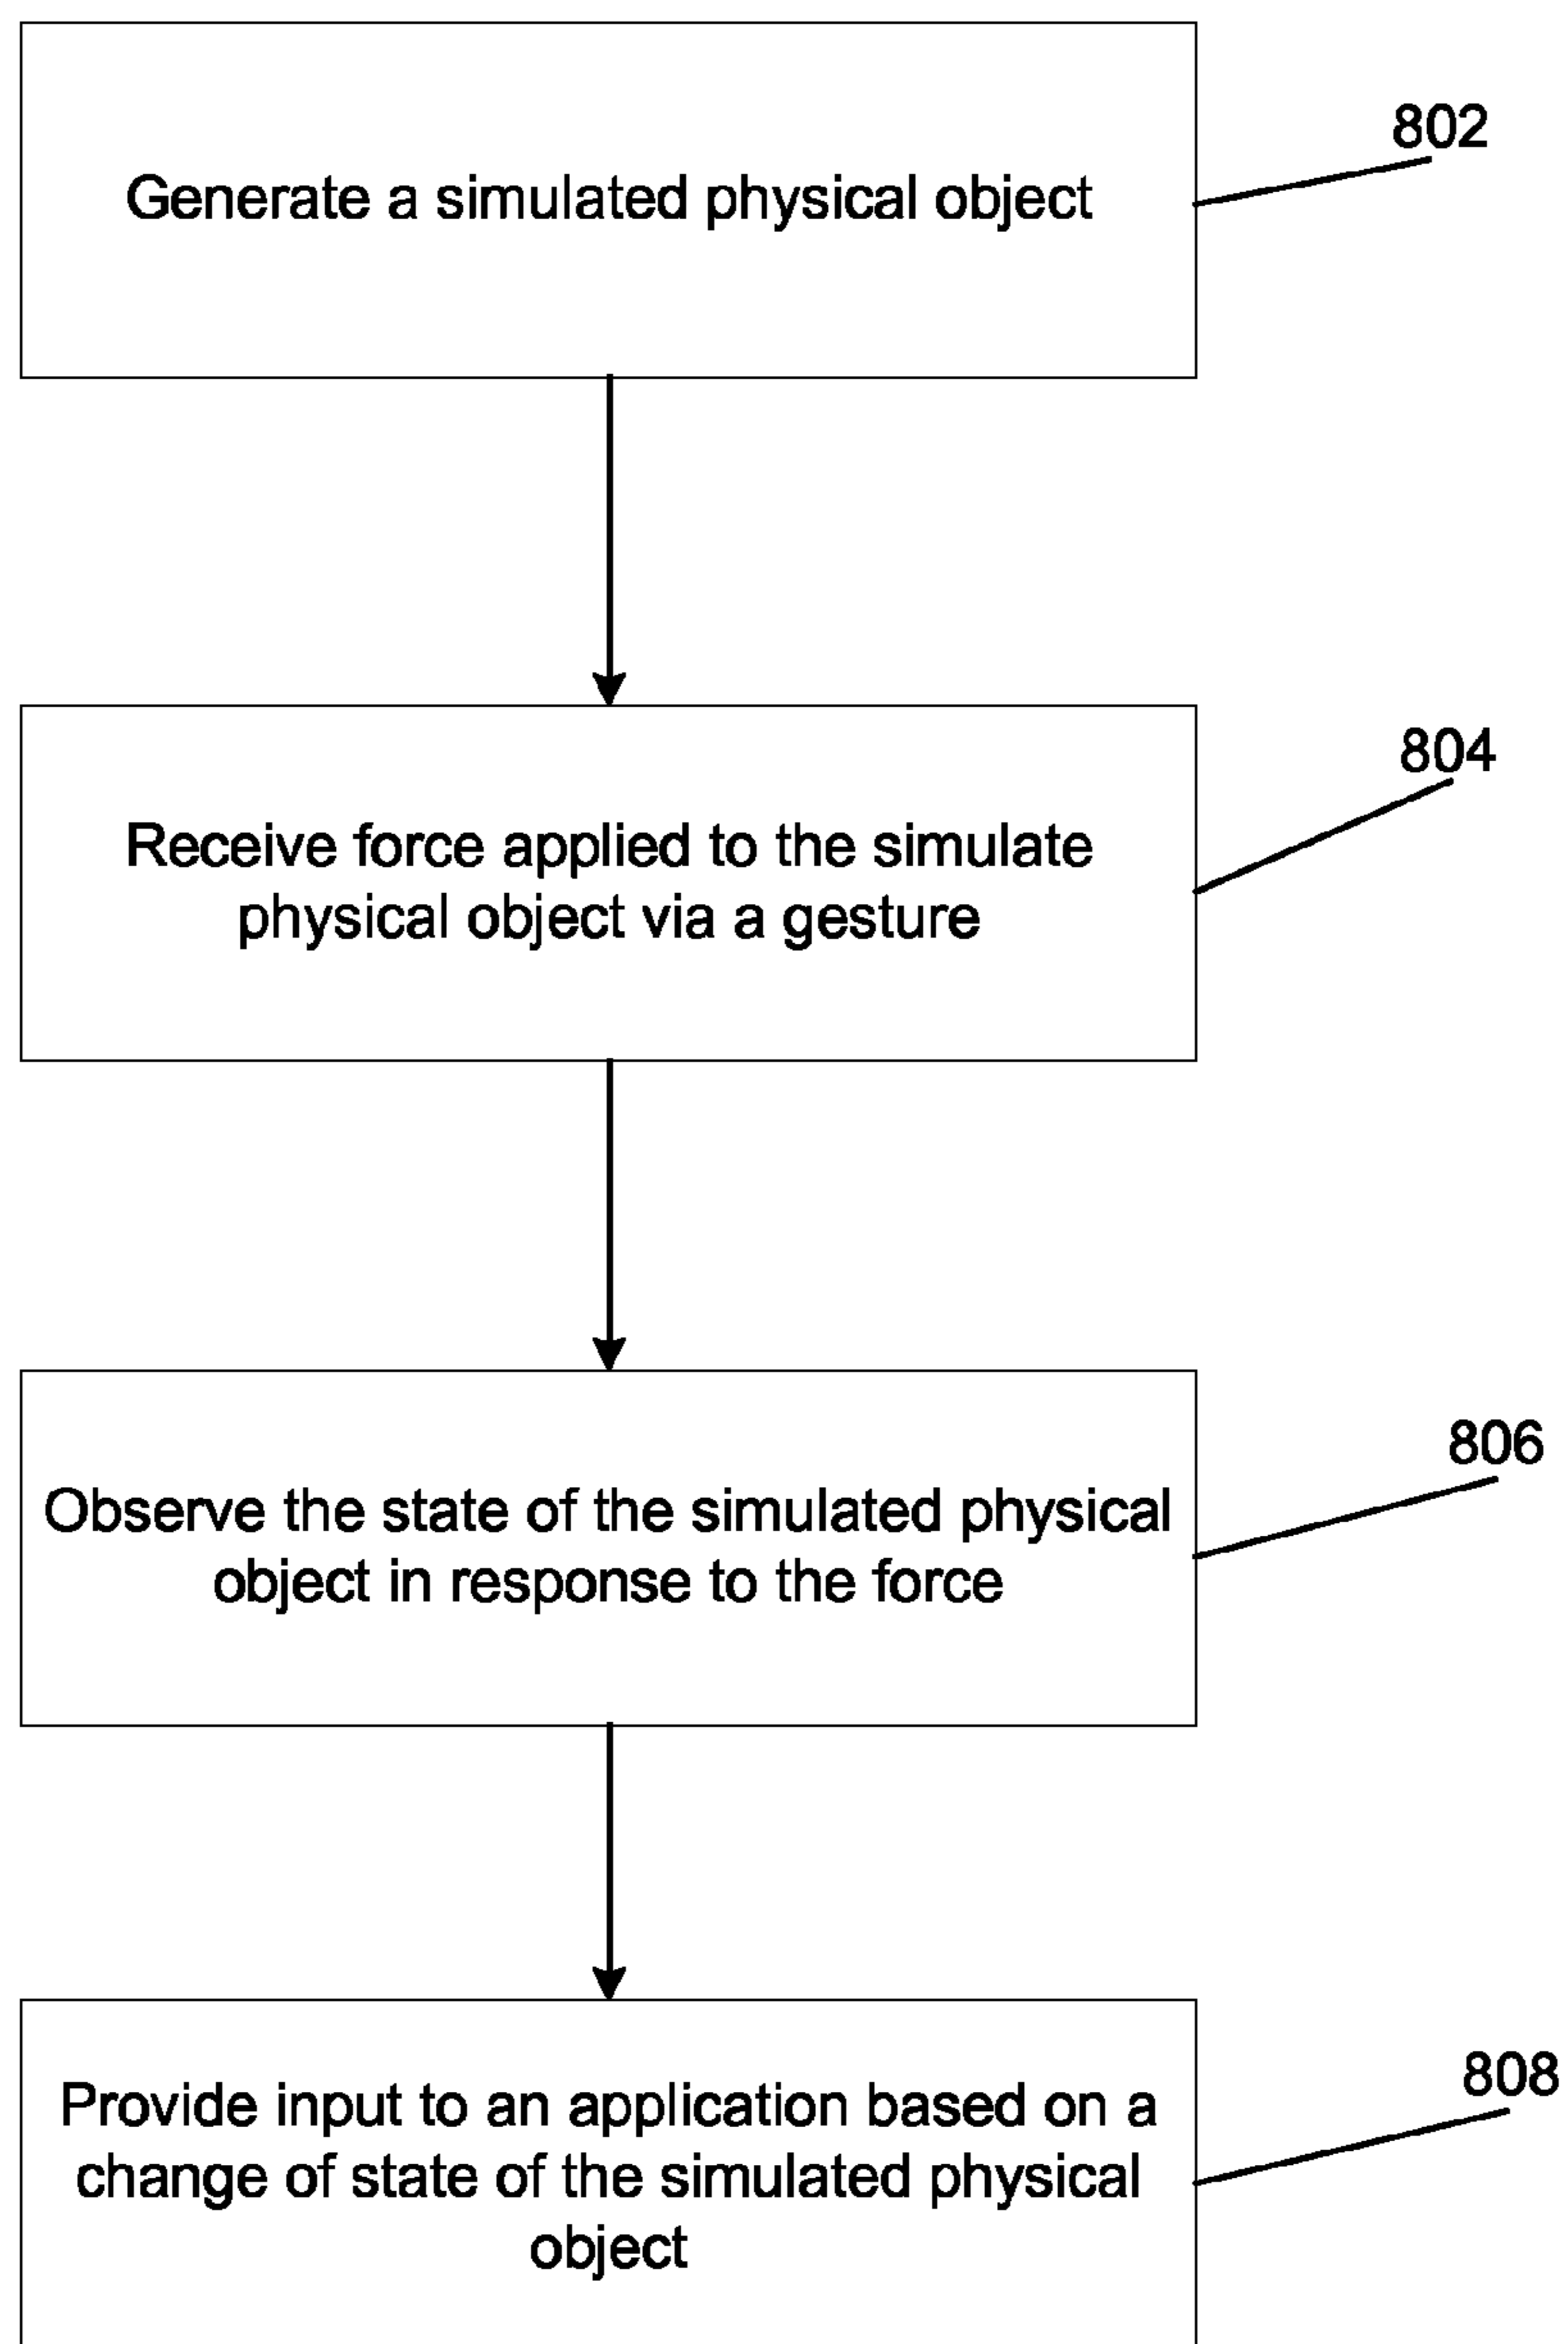 802
Generate a simulated physical object
804
Receive force applied to the simulate
physical object via a gesture
806
Observe the state of the simulated physical
object in response to the force
808
Provide input to an application based on a
change of state of the simulated physical
object